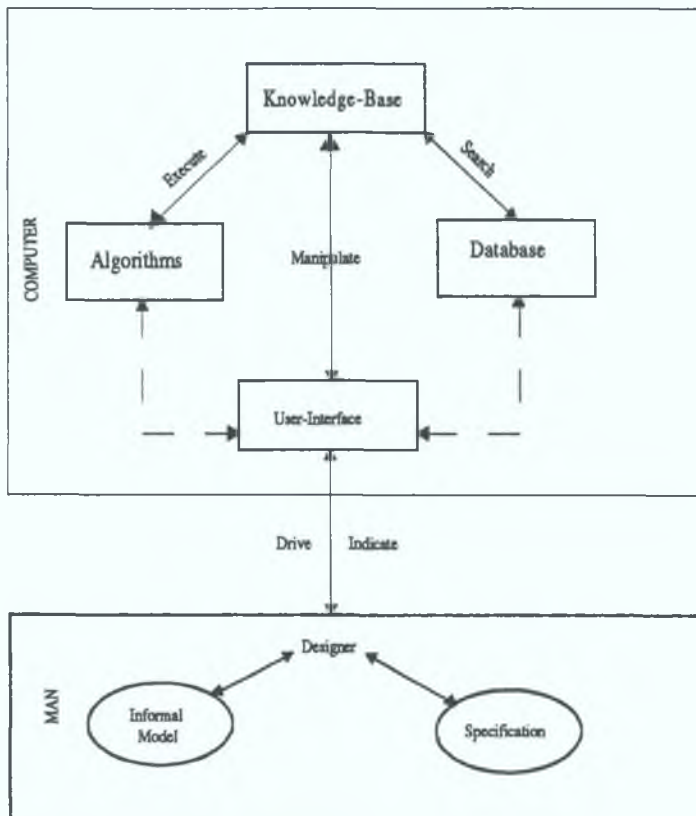 Knowledge-Base
Execute
Search
COMPUTER
Algorithms
Manipulate
Database
User-Interface
Drive Indicate
MAN
Designer
Informal
Model
Specification